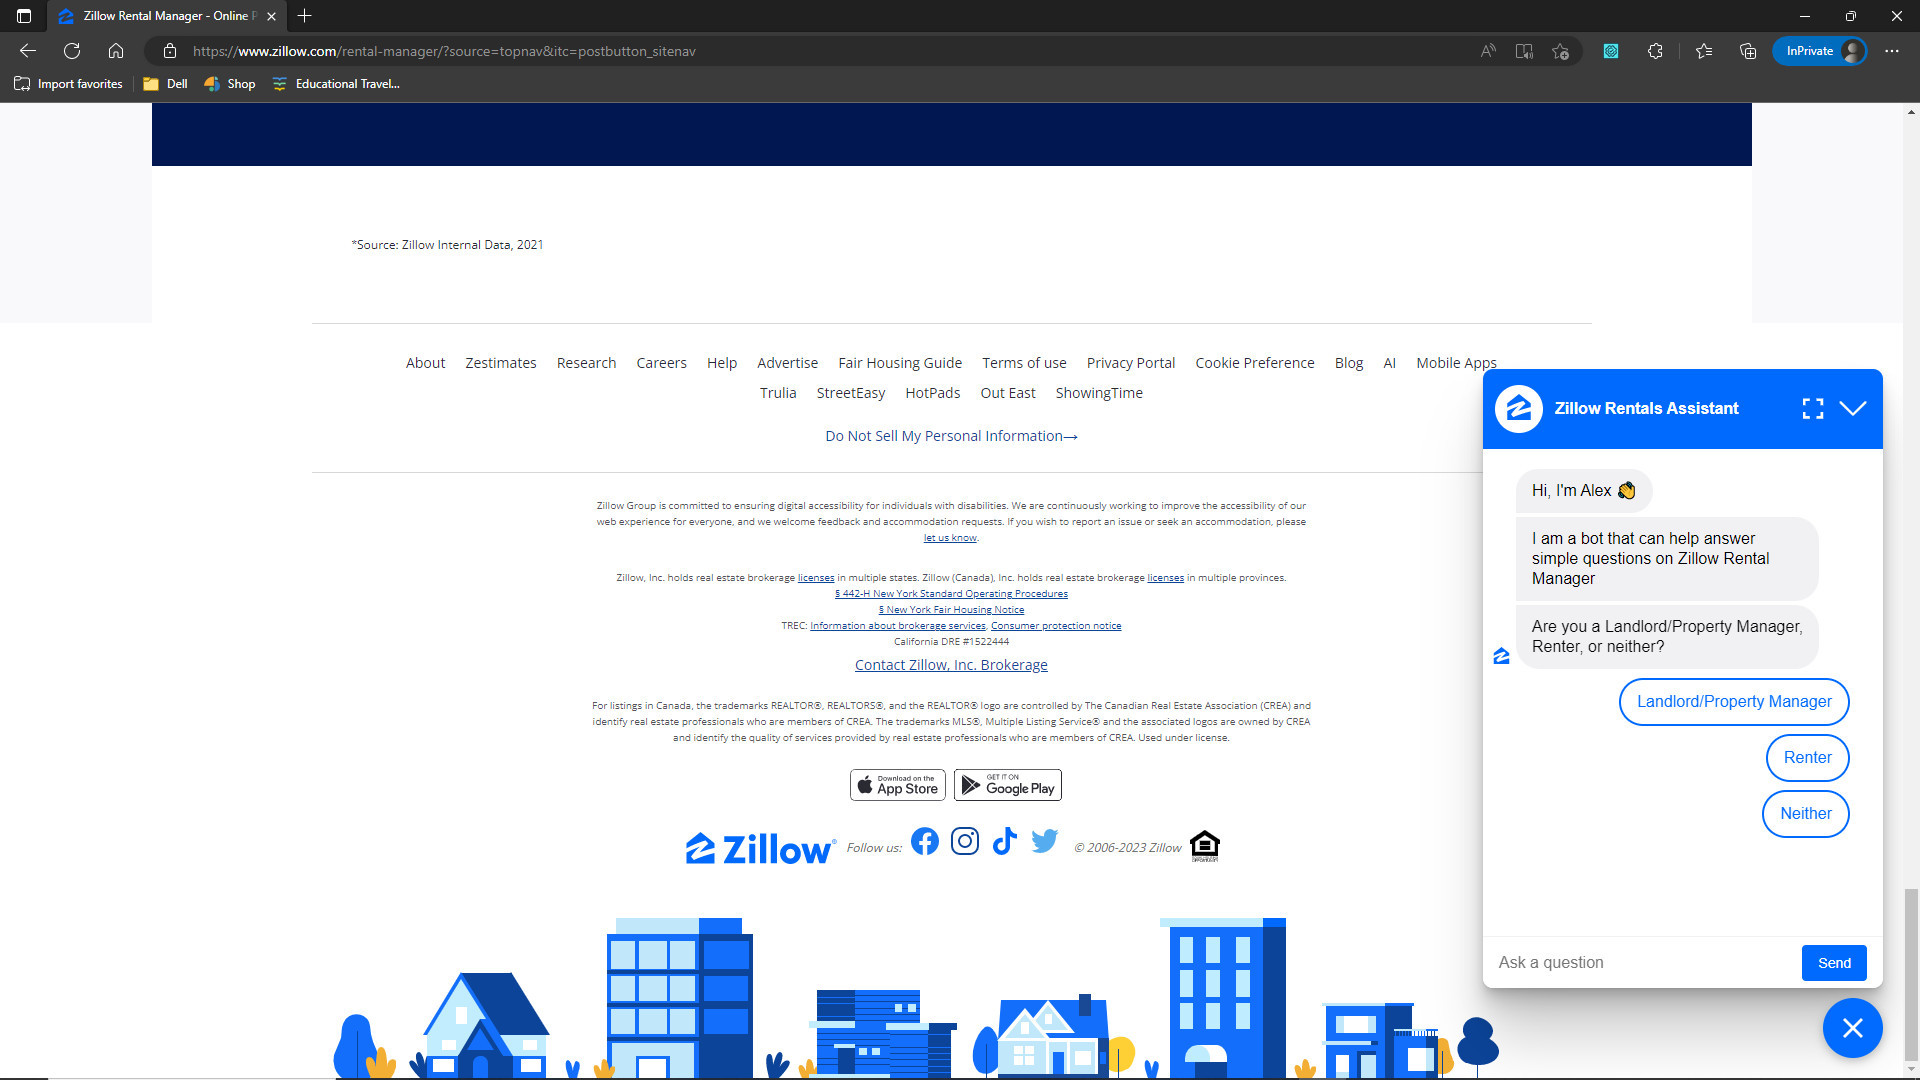 Zillow Rental Manager - Online P
https://www.zillow.com/rental-manager/?source=topnav&itc=postbutton_sitenav
InPrivate
Import favorites
Dell
Shop
Educational Travel...
*Source: Zillow Internal Data, 2021
About Zestimates Research Careers Help Advertise Fair Housing Guide Terms of use Privacy Portal Cookie Preference Blog AI Mobile Apps
Trulia StreetEasy HotPads Out East ShowingTime
Do Not Sell My Personal Information→
Zillow Group is committed to ensuring digital accessibility for individuals with disabilities. We are continuously working to improve the accessibility of our
web experience for everyone, and we welcome feedback and accommodation requests. If you wish to report an issue or seek an accommodation, please
let us know.
Zillow, Inc. holds real estate brokerage licenses in multiple states. Zillow (Canada), Inc. holds real estate brokerage licenses in multiple provinces.
§ 442-H New York Standard Operating Procedures
§ New York Fair Housing Notice
TREC: Information about brokerage services, Consumer protection notice
California DRE #1522444
Contact Zillow, Inc. Brokerage
For listings in Canada, the trademarks REALTOR®, REALTORS®, and the REALTOR® logo are controlled by The Canadian Real Estate Association (CREA) and
identify real estate professionals who are members of CREA. The trademarks MLS®, Multiple Listing Service® and the associated logos are owned by CREA
and identify the quality of services provided by real estate professionals who are members of CREA. Used under license.
Download on the
App Store
GET IT ON
Google Play
Zillow®
Follow us:
© 2006-2023 Zillow
Zillow Rentals Assistant
Hi, I'm Alex 👏
I am a bot that can help answer
simple questions on Zillow Rental
Manager
Are you a Landlord/Property Manager,
Renter, or neither?
Landlord/Property Manager
Renter
Neither
Ask a question
Send